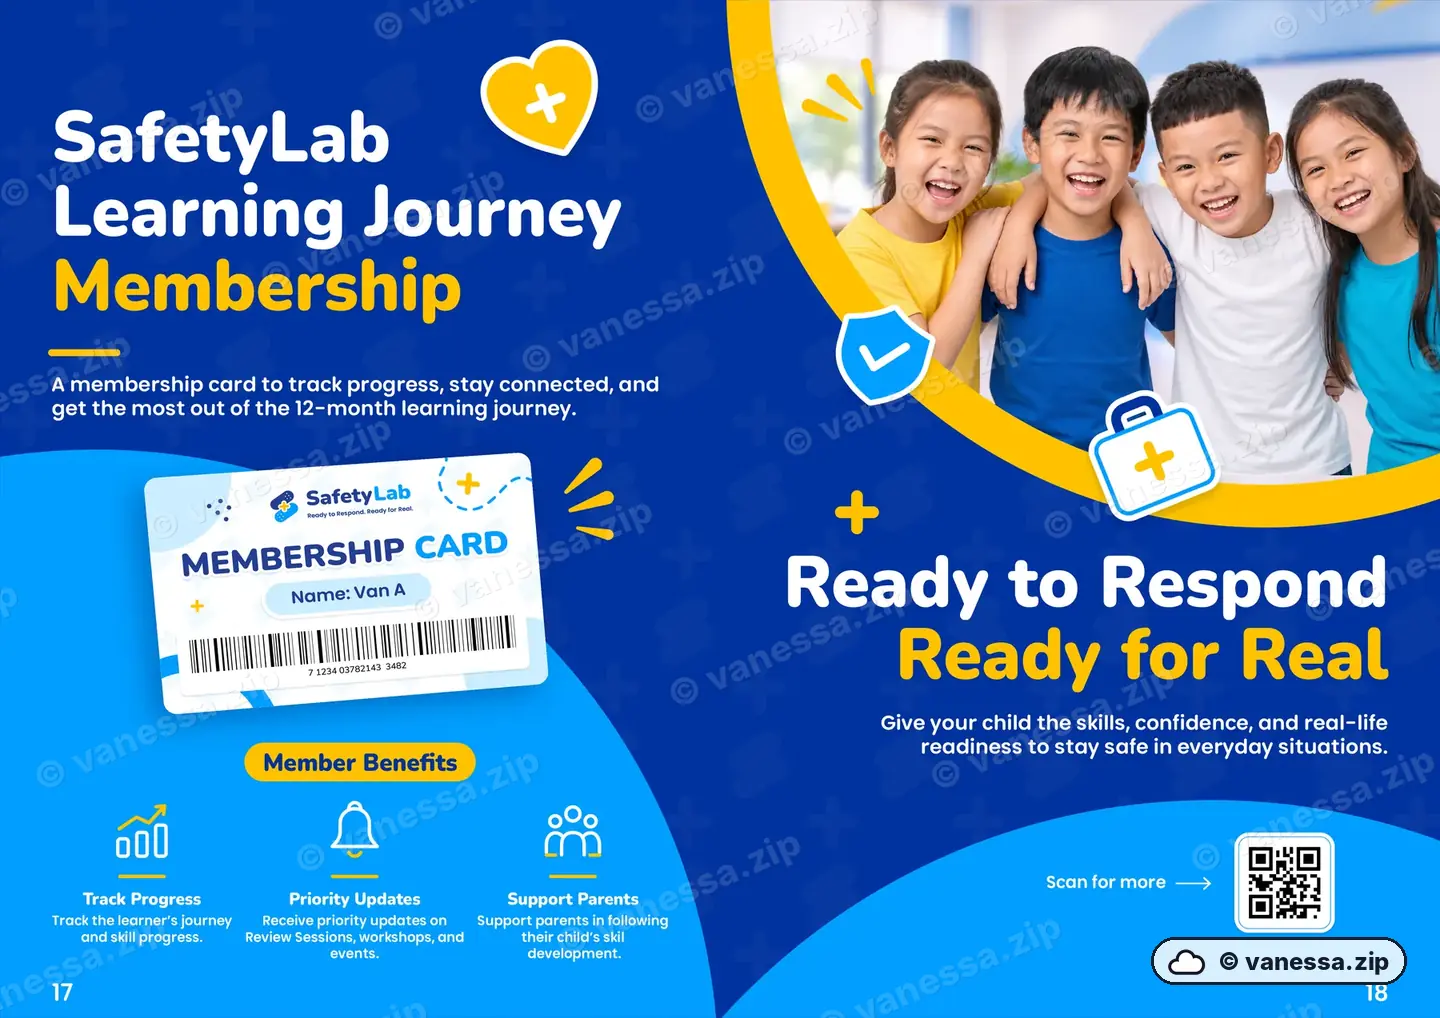 SafetyLab
Learning Journey
Membership
A membership card to track progress, stay connected, and
get the most out of the 12-month learning journey.
SafetyLab
Ready to Respond. Ready for Real.
MEMBERSHIP CARD
Name: Van A
7 1234 03782143 3482
Member Benefits
Track Progress
Track the learner's journey
and skill progress.
Priority Updates
Receive priority updates on
Review Sessions, workshops, and
events.
Support Parents
Support parents in following
their child's skil
development.
17
Ready to Respond
Ready for Real
Give your child the skills, confidence, and real-life
readiness to stay safe in everyday situations.
Scan for more
© vanessa.zip
18